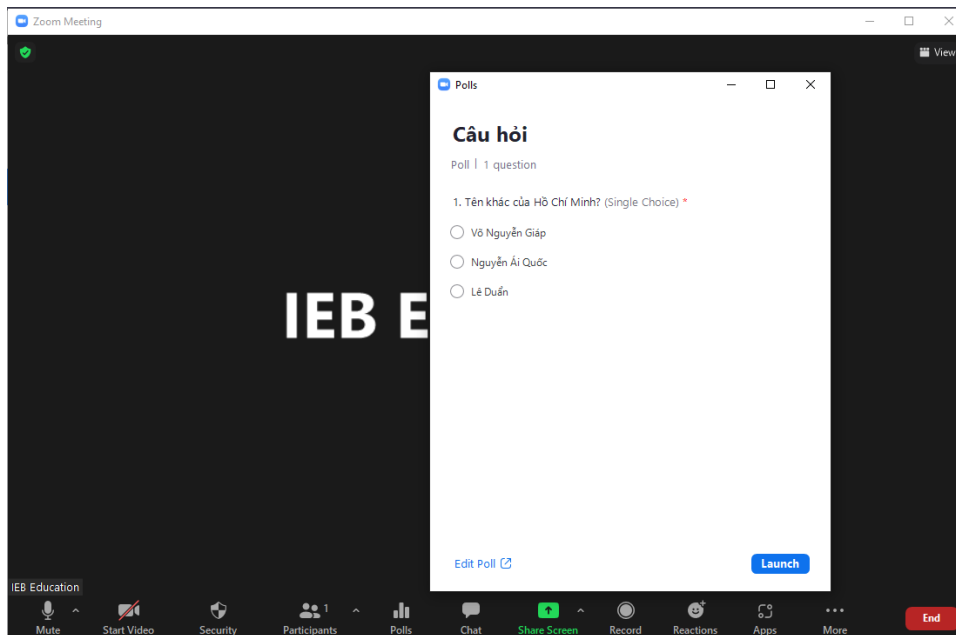 Zoom Meeting
View
Polls
Câu hỏi
Poll | 1 question
1. Tên khác của Hồ Chí Minh? (Single Choice) *
Võ Nguyễn Giáp
Nguyễn Ái Quốc
Lê Duẩn
IEB E
Edit Poll
Launch
IEB Education
1
Mute
Start Video
Security
Participants
Polls
Chat
Share Screen
Record
Reactions
Apps
More
End